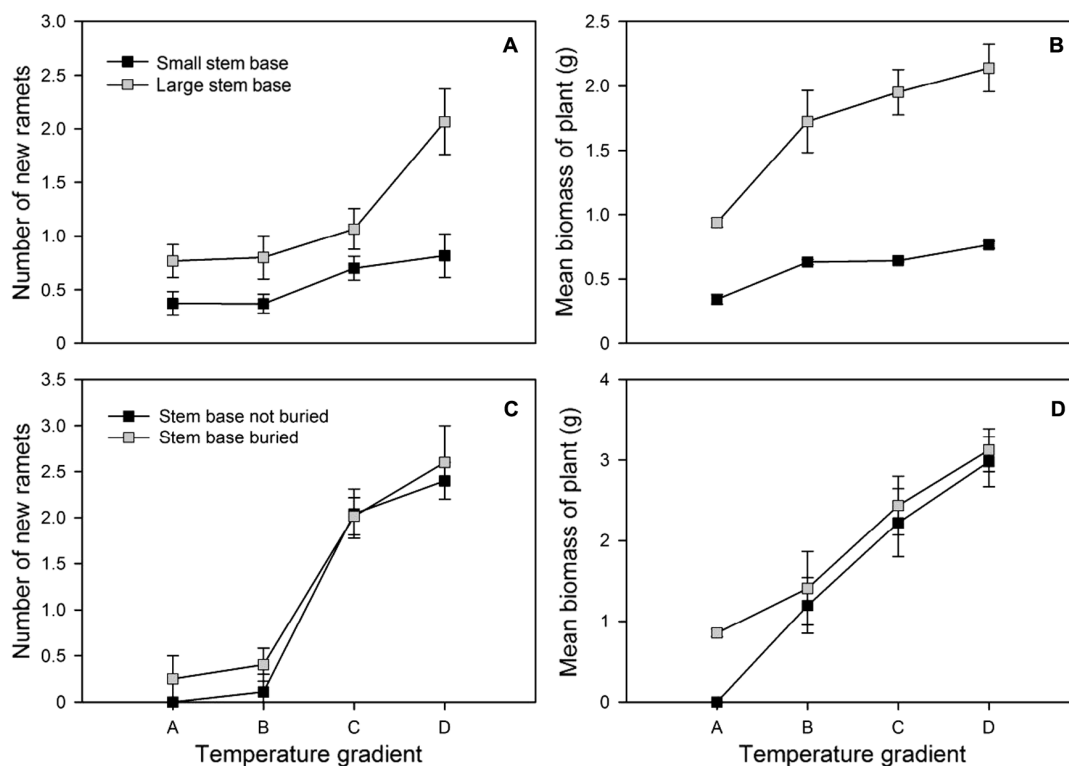 A
Small stem base
Large stem base
Number of new ramets
3.0
2.5
2.0
1.5
1.0
0.5
0
B
Mean biomass of plant (g)
2.5
2.0
1.5
1.0
0.5
0
C
Stem base not buried
Stem base buried
Number of new ramets
3.5
3.0
2.5
2.0
1.5
1.0
0.5
0
A B C D
Temperature gradient
D
Mean biomass of plant (g)
4
3
2
1
0
A B C D
Temperature gradient